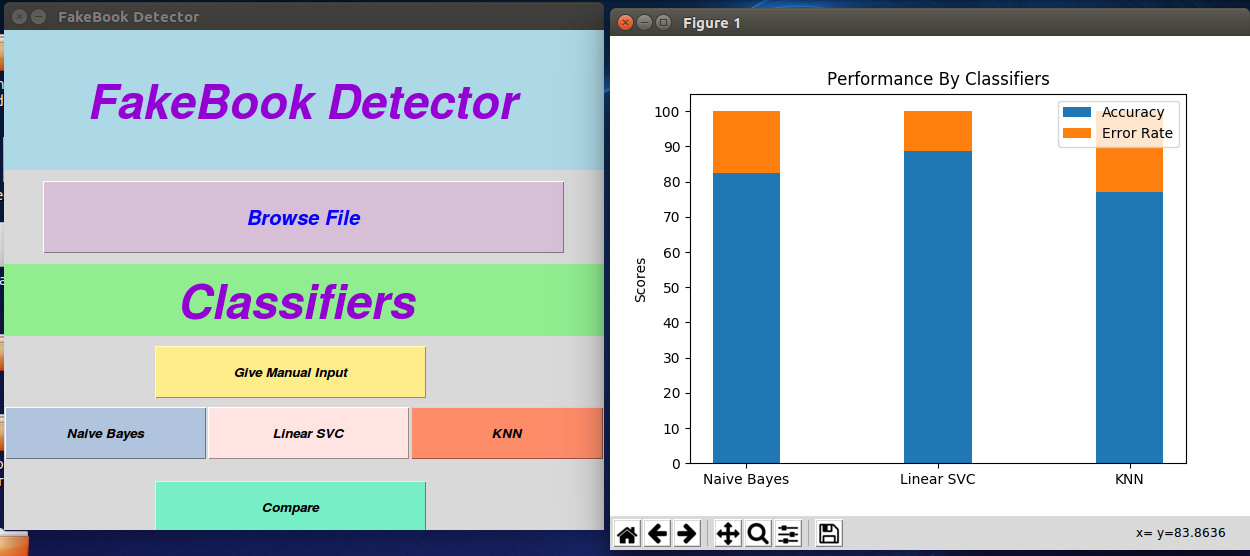 FakeBook Detector
FakeBook Detector
Browse File
Classifiers
Give Manual Input
Naive Bayes
Linear SVC
KNN
Compare
Figure 1
Performance By Classifiers
Accuracy
Error Rate
Scores
100
90
80
70
60
50
40
30
20
10
0
Naive Bayes
Linear SVC
KNN
x= y=83.8636